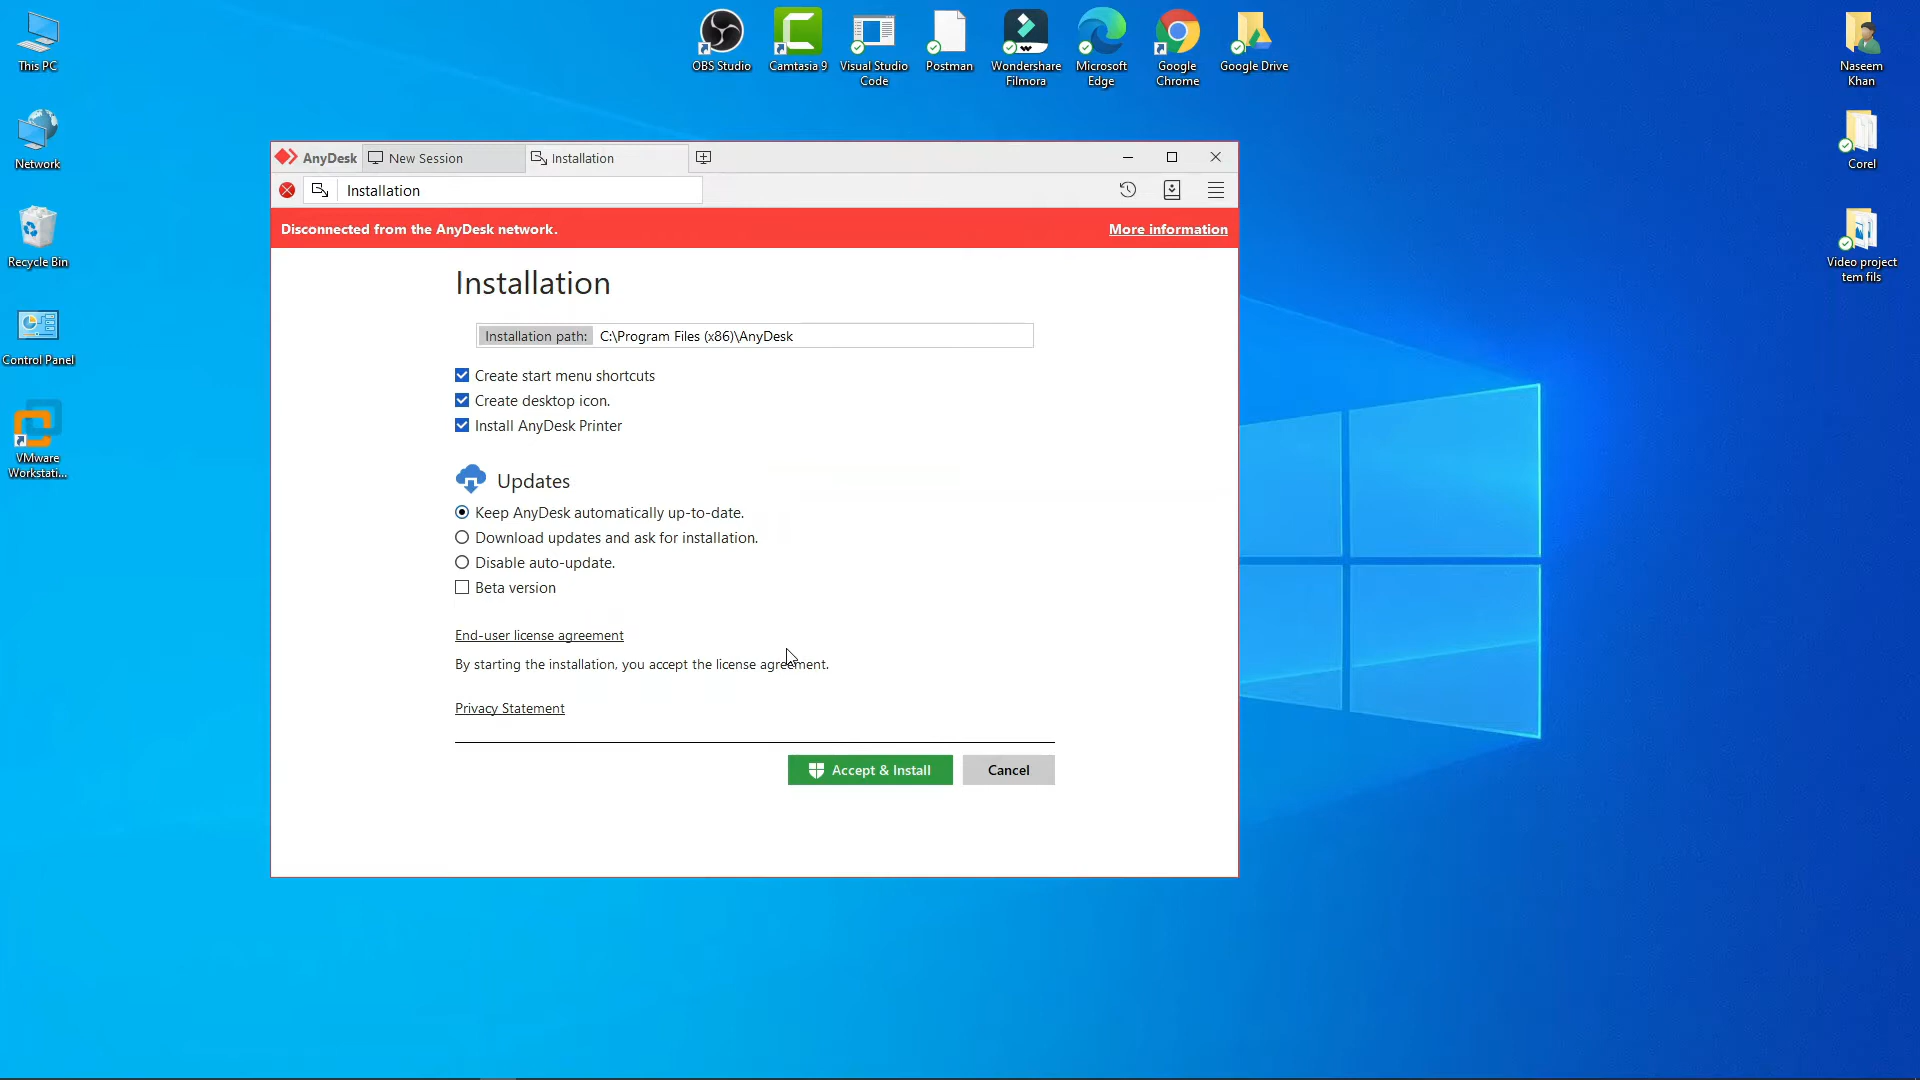 This PC
Network
Recycle Bin
Control Panel
VMware
Workstati...
OBS Studio
Camtasia 9
Visual Studio
Code
Postman
Wondershare
Filmora
Microsoft
Edge
Google
Chrome
Google Drive
Naseem
Khan
Corel
Video project
tem fils
AnyDesk
New Session
Installation
Installation
Disconnected from the AnyDesk network.
More information
Installation
Installation path: C:\Program Files (x86)\AnyDesk
Create start menu shortcuts
Create desktop icon.
Install AnyDesk Printer
Updates
Keep AnyDesk automatically up-to-date.
Download updates and ask for installation.
Disable auto-update.
Beta version
End-user license agreement
By starting the installation, you accept the license agreement.
Privacy Statement
Accept & Install
Cancel